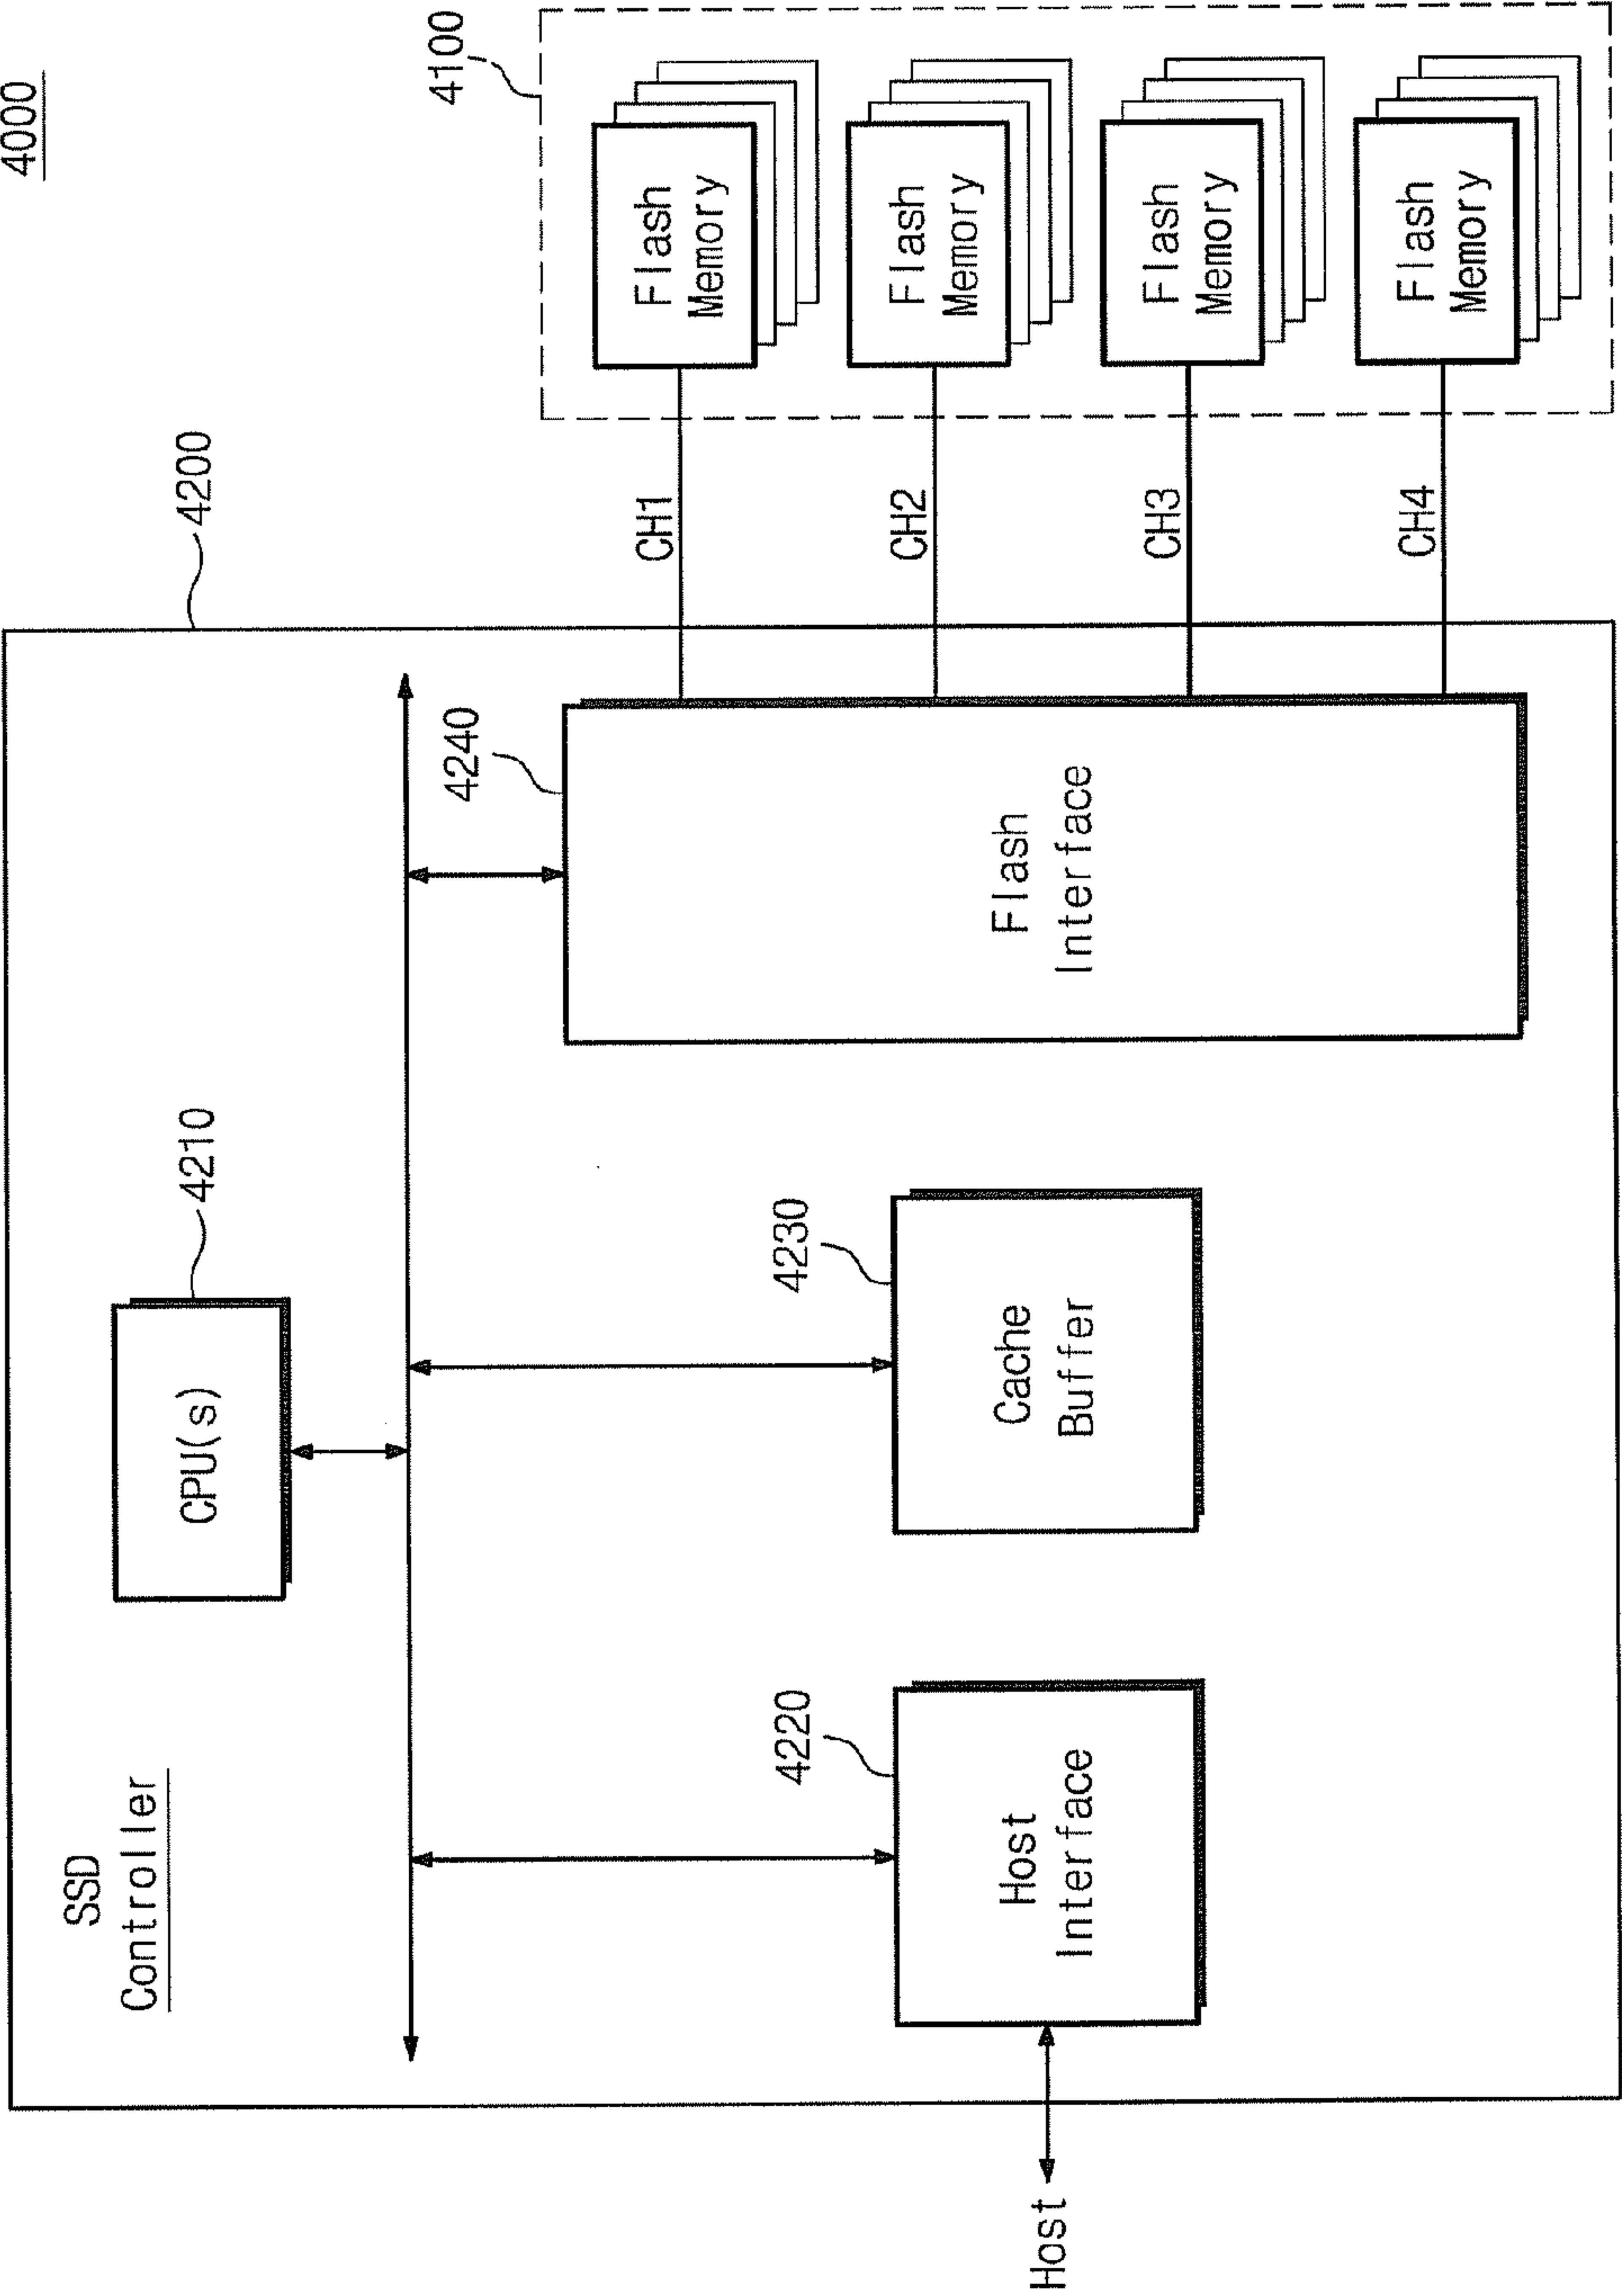 4000
SSD
Controller
4200
CPU(s)
4210
4100
4240
Flash
Interface
4220
Host
Interface
4230
Cache
Buffer
Host
CH1
Flash
Memory
CH2
Flash
Memory
CH3
Flash
Memory
CH4
Flash
Memory